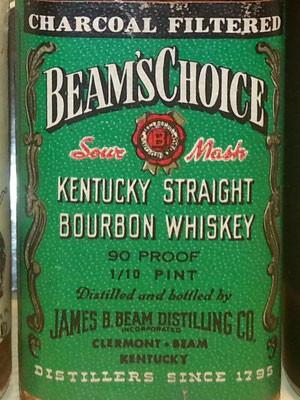 CHARCOAL FILTERED
BEAM'S CHOICE
Sour B Mash
KENTUCKY STRAIGHT
BOURBON WHISKEY
90 PROOF
1/10 PINT
Distilled and bottled by
JAMES B. BEAM DISTILLING CO.
INCORPORATED
CLERMONT • BEAM
KENTUCKY
DISTILLERS SINCE 1795